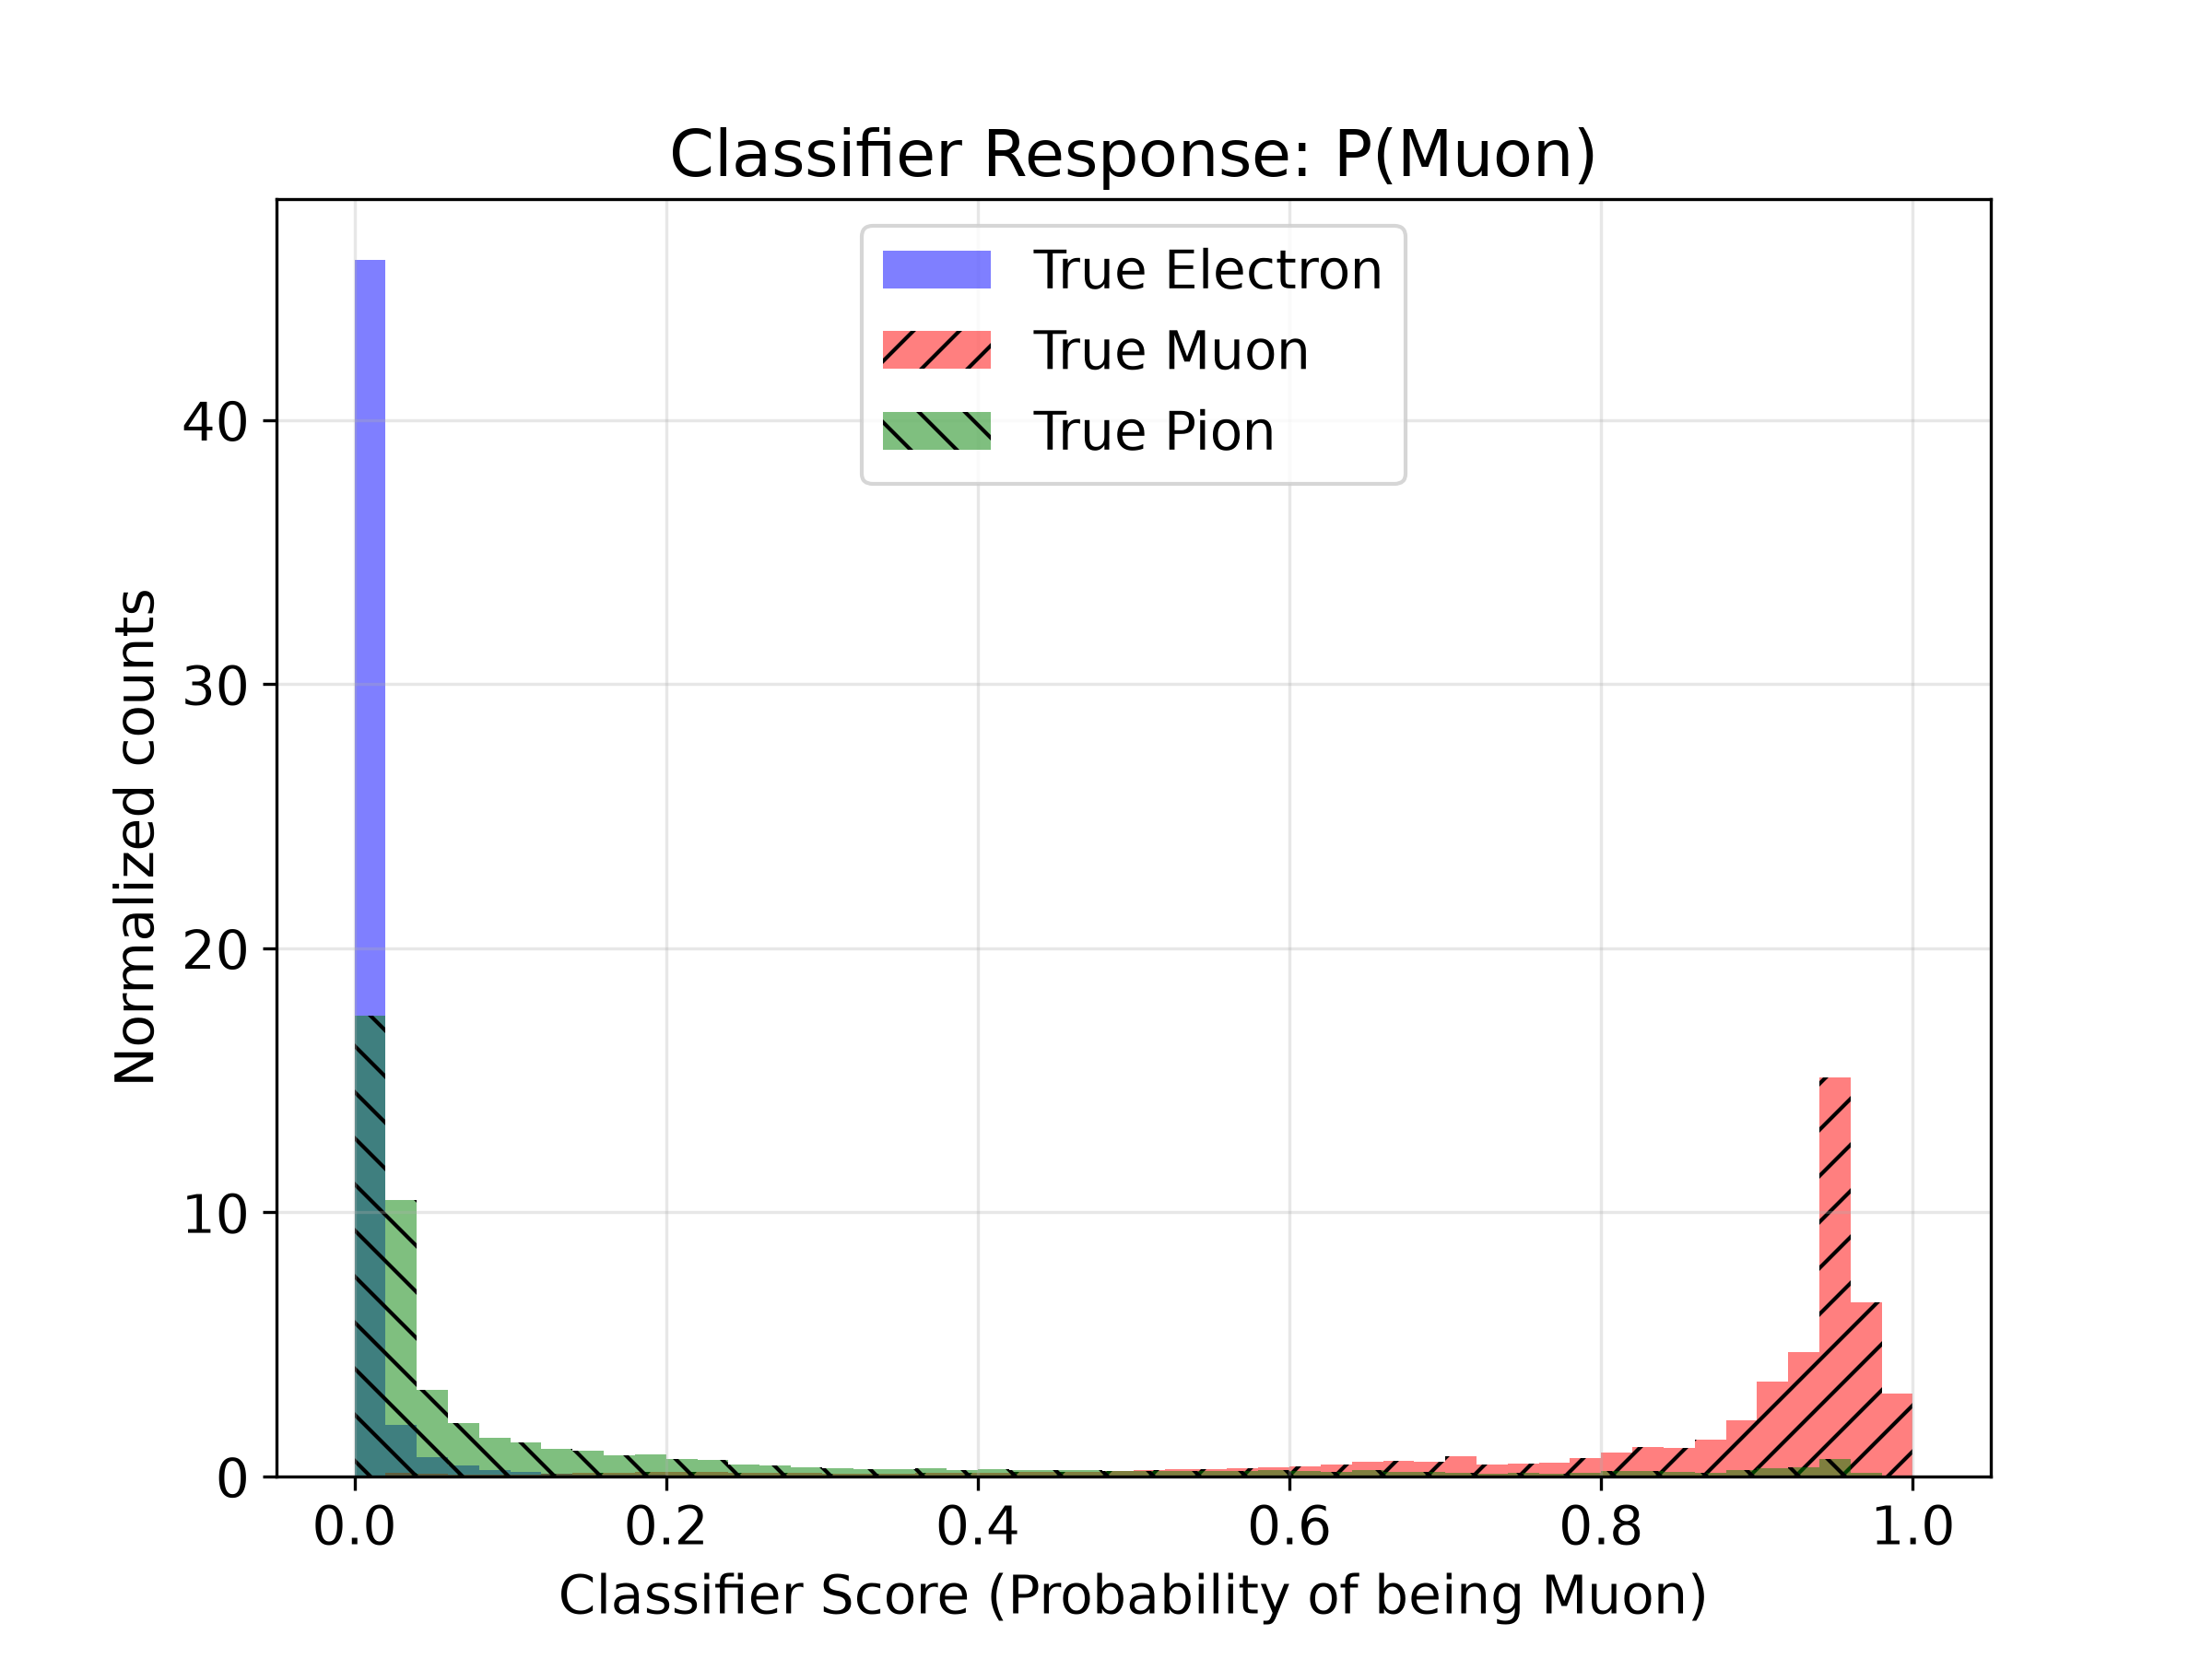 Classifier Response: P(Muon)
True Electron
True Muon
True Pion
Normalized counts
40
30
20
10
0
0.0 0.2 0.4 0.6 0.8 1.0
Classifier Score (Probability of being Muon)